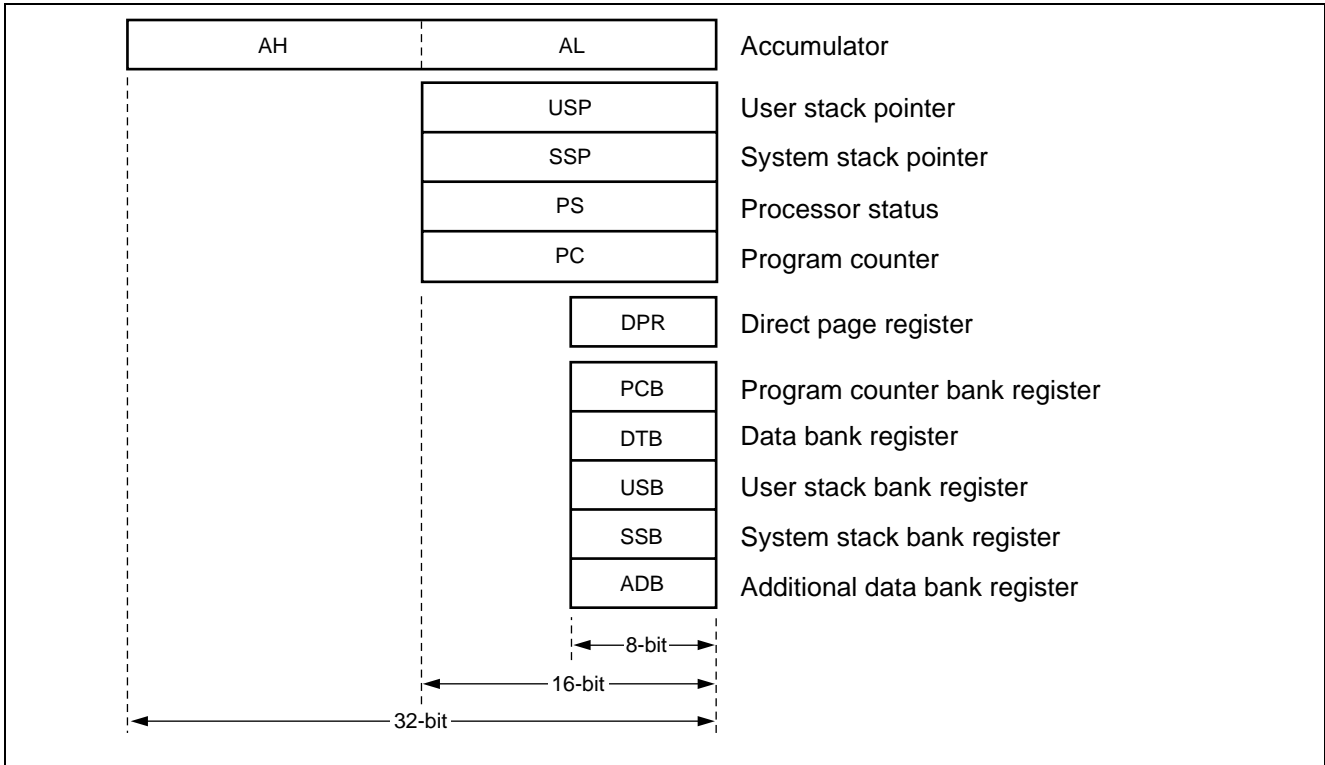 AH AL Accumulator
USP User stack pointer
SSP System stack pointer
PS Processor status
PC Program counter
DPR Direct page register
PCB Program counter bank register
DTB Data bank register
USB User stack bank register
SSB System stack bank register
ADB Additional data bank register
8-bit
16-bit
32-bit